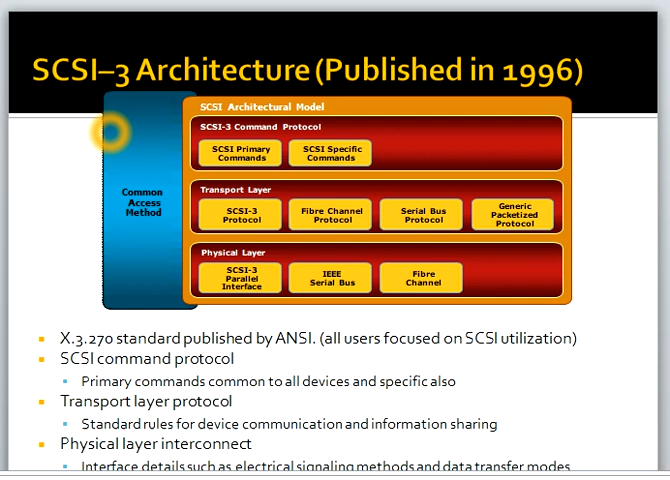 SCSI–3 Architecture (Published in 1996)
SCSI Architectural Model
SCSI-3 Command Protocol
SCSI Primary
Commands
SCSI Specific
Commands
Common
Access
Method
Transport Layer
SCSI-3
Protocol
Fibre Channel
Protocol
Serial Bus
Protocol
Generic
Packetized
Protocol
Physical Layer
SCSI-3
Parallel
Interface
IEEE
Serial Bus
Fibre
Channel
X.3.270 standard published by ANSI. (all users focused on SCSI utilization)
SCSI command protocol
Primary commands common to all devices and specific also
Transport layer protocol
Standard rules for device communication and information sharing
Physical layer interconnect
Interface details such as electrical signaling methods and data transfer modes